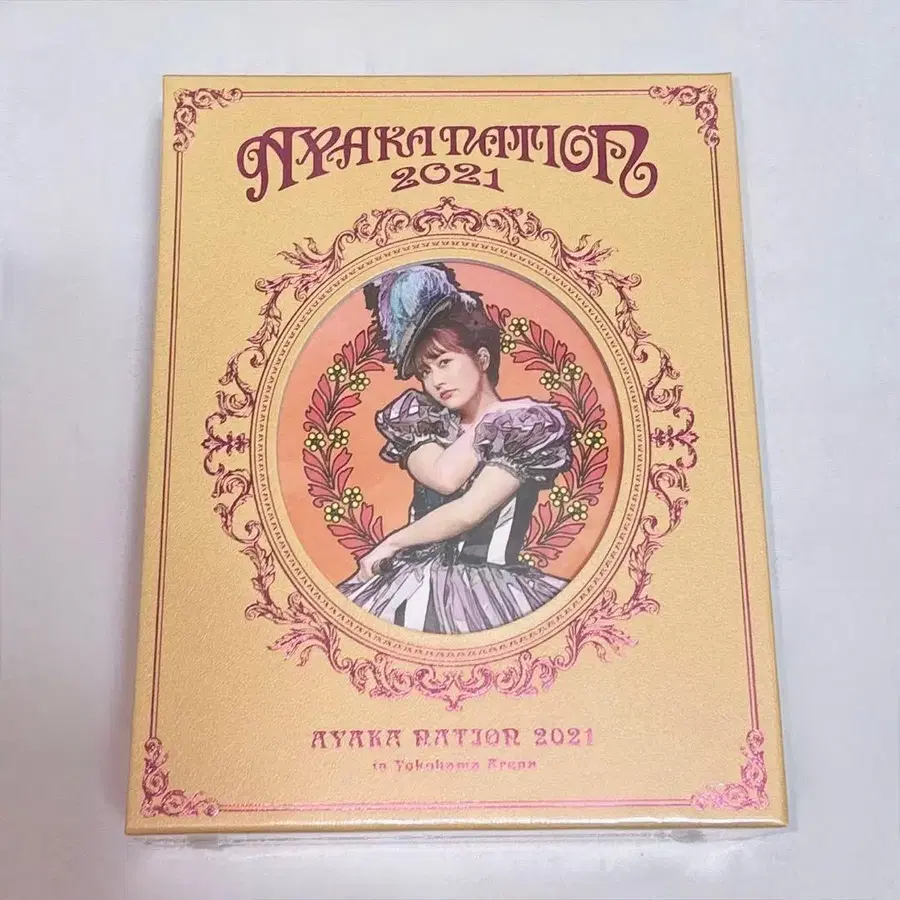 AYAKA NATION
2021
AYAKA NATION 2021
in Yokohama Arena